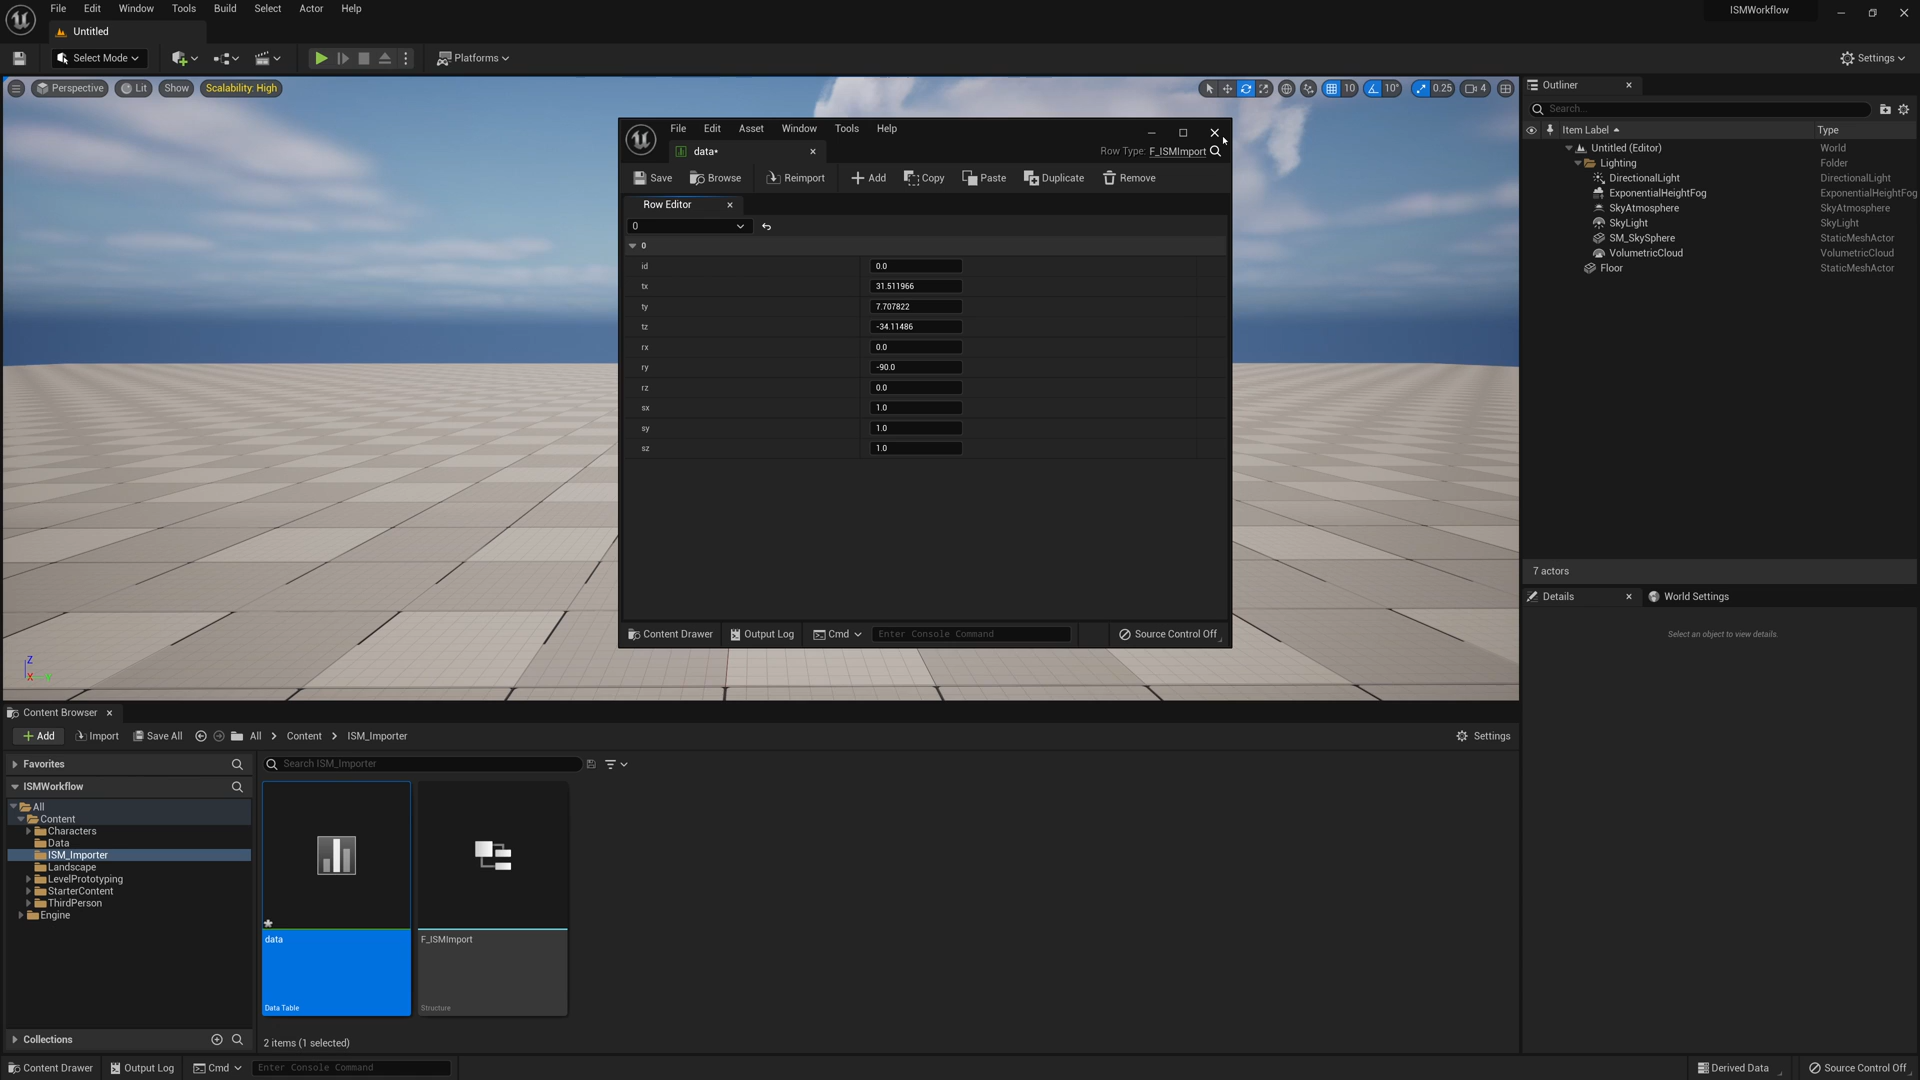 File Edit Window Tools Build Select Actor Help
ISMWorkflow
Untitled
Select Mode
Platforms
Settings
Perspective
Lit
Show
Scalability: High
10
10°
0.25
4
Outliner
Search...
Item Label
Type
Untitled (Editor) World
Lighting Folder
DirectionalLight DirectionalLight
ExponentialHeightFog ExponentialHeightFog
SkyAtmosphere SkyAtmosphere
SkyLight SkyLight
SM_SkySphere StaticMeshActor
VolumetricCloud VolumetricCloud
Floor StaticMeshActor
7 actors
Details
World Settings
Select an object to view details.
File Edit Asset Window Tools Help
data*
Row Type: F_ISMImport
Save Browse Reimport Add Copy Paste Duplicate Remove
Row Editor
0
0
id 0.0
tx 31.511966
ty 7.707822
tz -34.11486
rx 0.0
ry -90.0
rz 0.0
sx 1.0
sy 1.0
sz 1.0
Content Drawer Output Log Cmd Enter Console Command Source Control Off
Z
X
Y
Content Browser
Add Import Save All All Content ISM_Importer
Settings
Favorites
ISMWorkflow
All
Content
Characters
Data
ISM_Importer
Landscape
LevelPrototyping
StarterContent
ThirdPerson
Engine
Collections
Search ISM_Importer
data
Data Table
F_ISMImport
Structure
2 items (1 selected)
Content Drawer Output Log Cmd Enter Console Command Derived Data Source Control Off